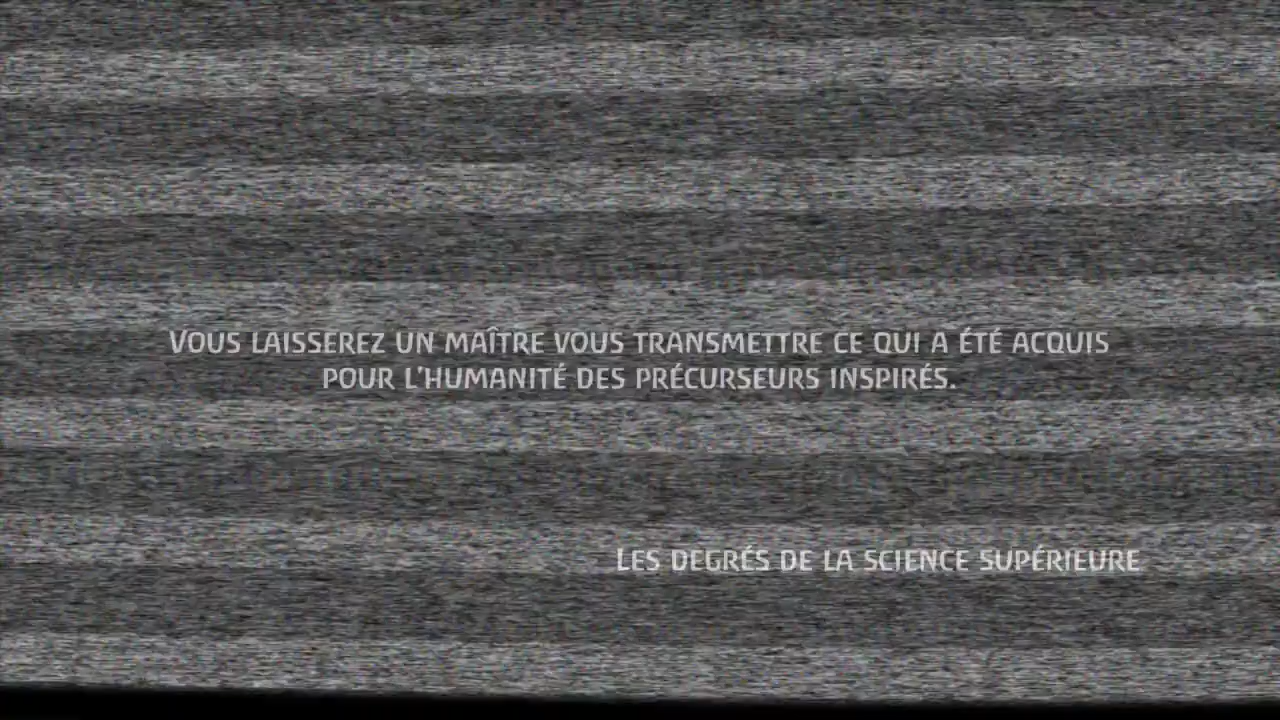 Vous laisserez un maître vous transmettre ce qui a été acquis
pour l'humanité des précurseurs inspirés.
Les degrés de la science supérieure